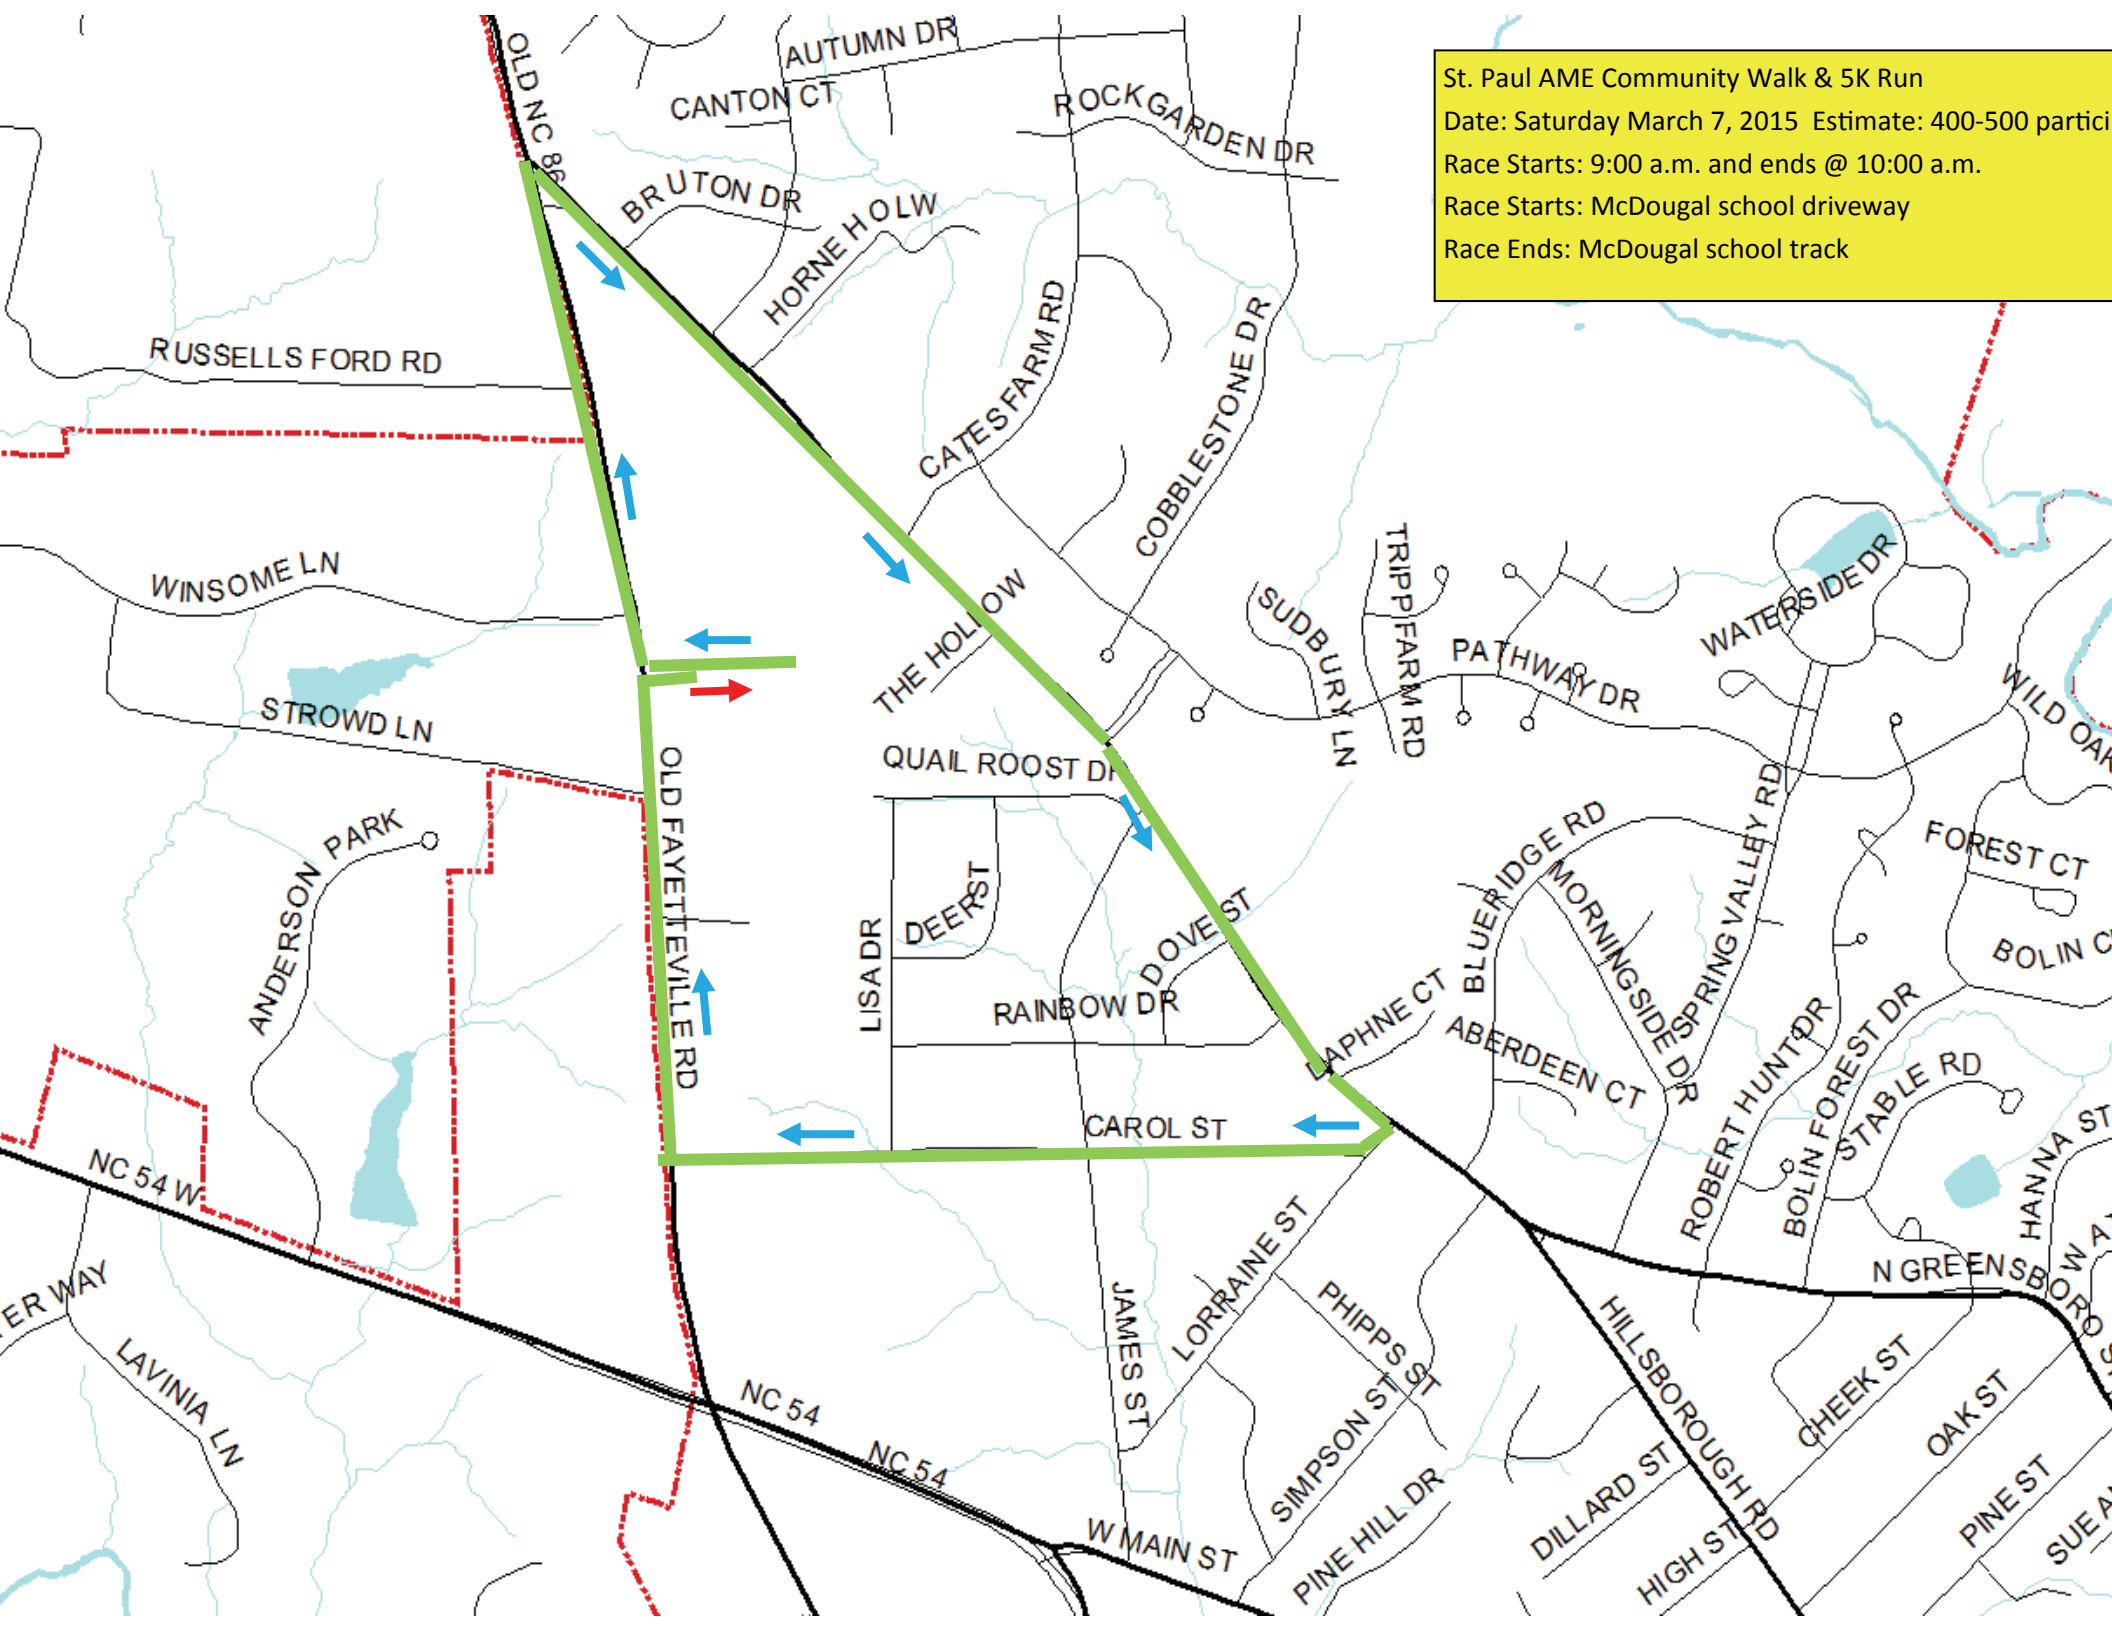 St. Paul AME Community Walk & 5K Run
Date: Saturday March 7, 2015 Estimate: 400-500 partici
Race Starts: 9:00 a.m. and ends @ 10:00 a.m.
Race Starts: McDougal school driveway
Race Ends: McDougal school track
OLD NC 86
AUTUMN DR
CANTON CT
ROCKGARDEN DR
BRUTON DR
HORNE HOLW
RUSSELLS FORD RD
CATES FARM RD
COBBLESTONE DR
WINSOME LN
THE HOLLOW
SUDBURY LN
TRIPP FARM RD
PATHWAY DR
WATERSIDE DR
WILD OAK
STROWD LN
QUAIL ROOST DR
OLD FAYETTEVILLE RD
ANDERSON PARK
LISA DR
DEER ST
DOVE ST
RAINBOW DR
BLUERIDGE RD
MORNINGSIDE DR
SPRING VALLEY RD
FOREST CT
BOLIN C
DAPHNE CT
ABERDEEN CT
ROBERT HUNT DR
BOLIN FOREST DR
STABLE RD
HANNA ST
CAROL ST
NC 54 W
TER WAY
LAVINIA LN
NC 54
NC 54
JAMES ST
LORRAINE ST
PHIPPS ST
SIMPSON ST
W MAIN ST
PINE HILL DR
HILLSBOROUGH RD
N GREENSBORO S
DILLARD ST
HIGH ST
CHEEK ST
OAK ST
PINE ST
SUE A